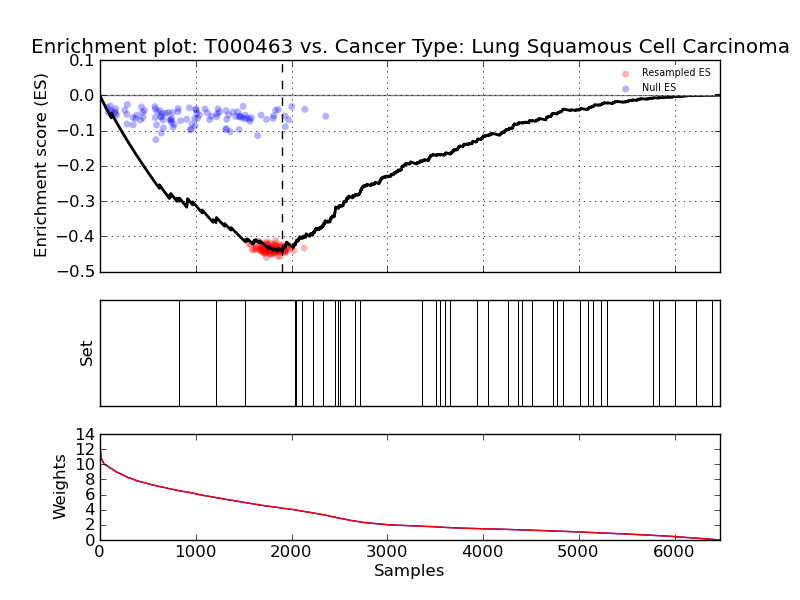 Enrichment plot: T000463 vs. Cancer Type: Lung Squamous Cell Carcinoma
0.1
0.0
−0.1
−0.2
−0.3
−0.4
−0.5
Enrichment score (ES)
Resampled ES
Null ES
Set
14
12
10
8
6
4
2
0
Weights
0 1000 2000 3000 4000 5000 6000
Samples